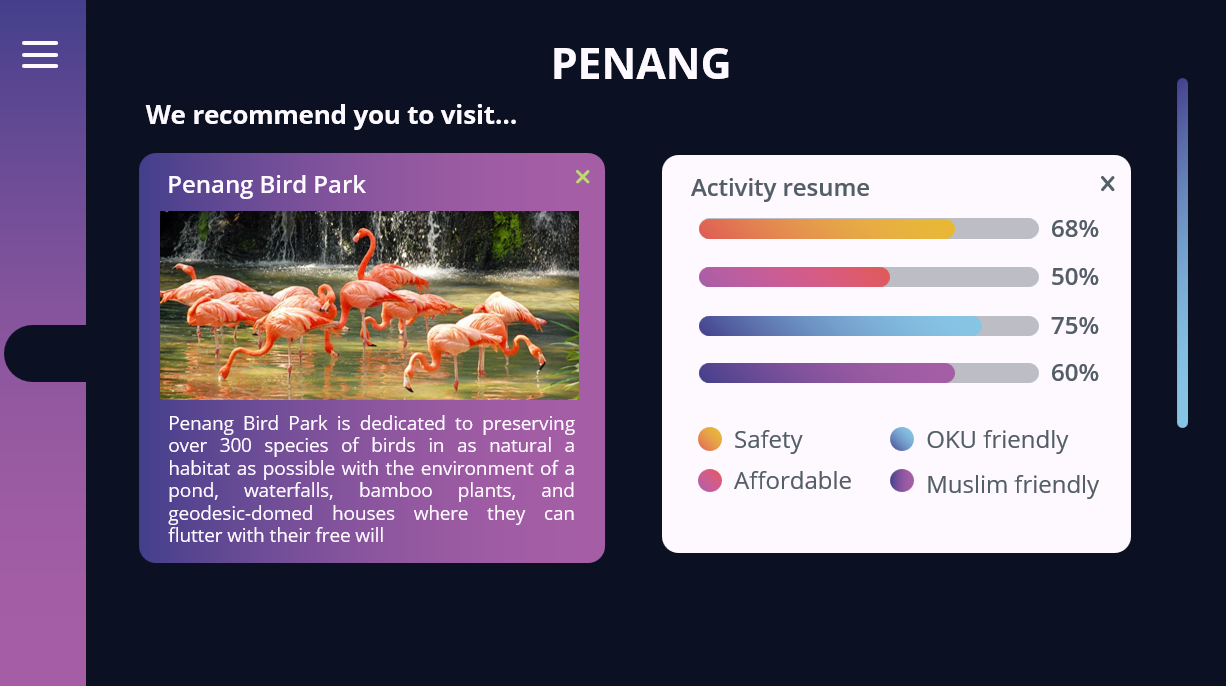 PENANG
We recommend you to visit...
Penang Bird Park
Penang Bird Park is dedicated to preserving
over 300 species of birds in as natural a
habitat as possible with the environment of a
pond, waterfalls, bamboo plants, and
geodesic-domed houses where they can
flutter with their free will
Activity resume
68%
50%
75%
60%
Safety
OKU friendly
Affordable
Muslim friendly